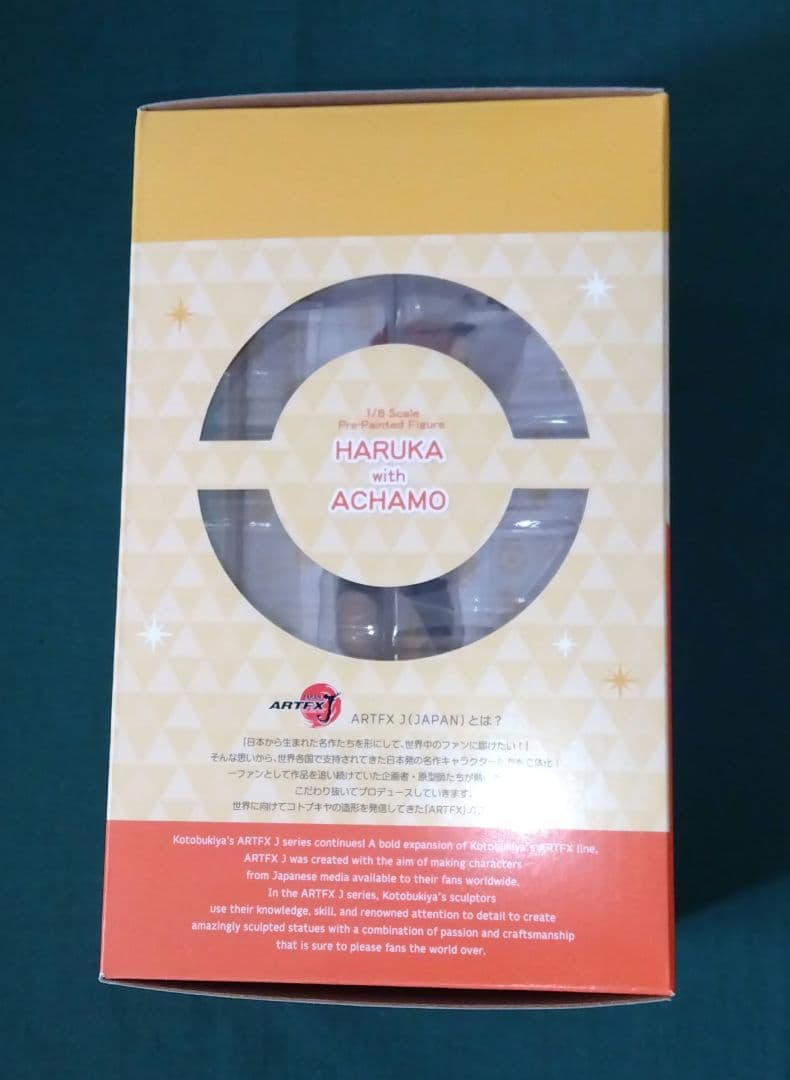 1/8 Scale
Pre-Painted Figure
HARUKA
with
ACHAMO
JAPAN
ARTFX J
ARTFX J(JAPAN)とは？
「日本から生まれた名作たちを形にして、世界中のファンに届けたい！」
そんな思いから、世界各国で支持されてきた日本発の名作キャラクター
一ファンとして作品を追い続けていた企画者・原型師たちが
こだわり抜いてプロデュースしていきます。
世界に向けてコトブキヤの造形を発信してきた「ARTFX」の
Kotobukiya's ARTFX J series continues! A bold expansion of Kotobukiya's ARTFX line,
ARTFX J was created with the aim of making characters
from Japanese media available to their fans worldwide.
In the ARTFX J series, Kotobukiya's sculptors
use their knowledge, skill, and renowned attention to detail to create
amazingly sculpted statues with a combination of passion and craftsmanship
that is sure to please fans the world over.